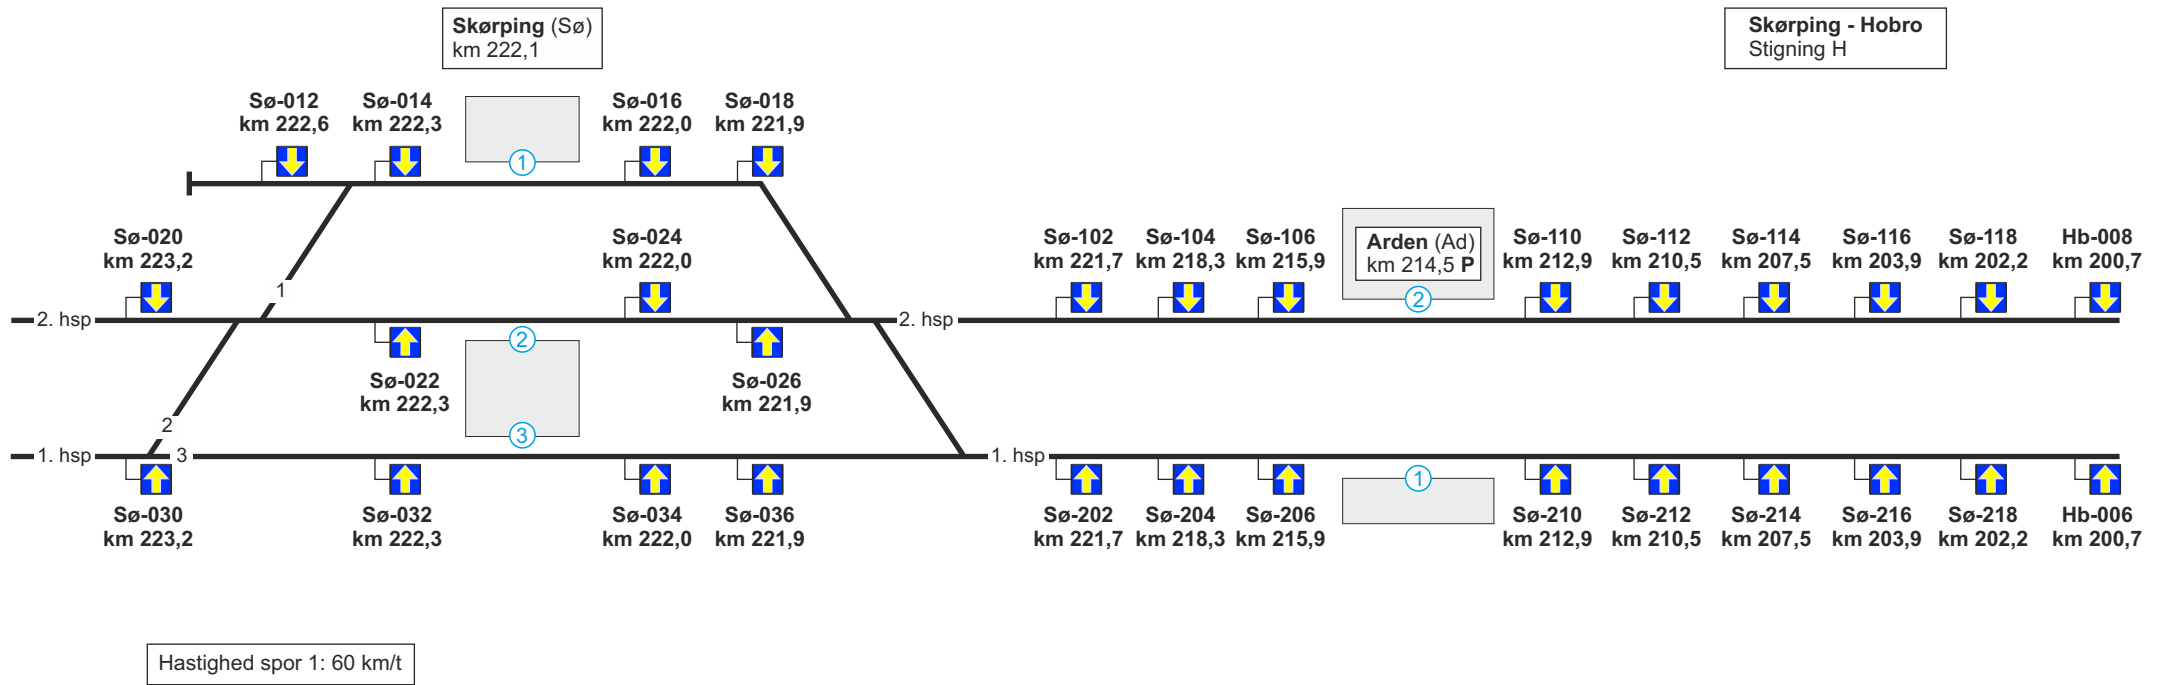 Skørping (Sø)
km 222,1
Skørping - Hobro
Stigning H
Sø-012
km 222,6
Sø-014
km 222,3
Sø-016
km 222,0
Sø-018
km 221,9
1
Sø-020
km 223,2
Sø-024
km 222,0
Sø-102
km 221,7
Sø-104
km 218,3
Sø-106
km 215,9
Arden (Ad)
km 214,5 P
Sø-110
km 212,9
Sø-112
km 210,5
Sø-114
km 207,5
Sø-116
km 203,9
Sø-118
km 202,2
Hb-008
km 200,7
1
2
2. hsp
2. hsp
2
Sø-022
km 222,3
Sø-026
km 221,9
2
3
1. hsp
3
1. hsp
1
Sø-030
km 223,2
Sø-032
km 222,3
Sø-034
km 222,0
Sø-036
km 221,9
Sø-202
km 221,7
Sø-204
km 218,3
Sø-206
km 215,9
Sø-210
km 212,9
Sø-212
km 210,5
Sø-214
km 207,5
Sø-216
km 203,9
Sø-218
km 202,2
Hb-006
km 200,7
Hastighed spor 1: 60 km/t